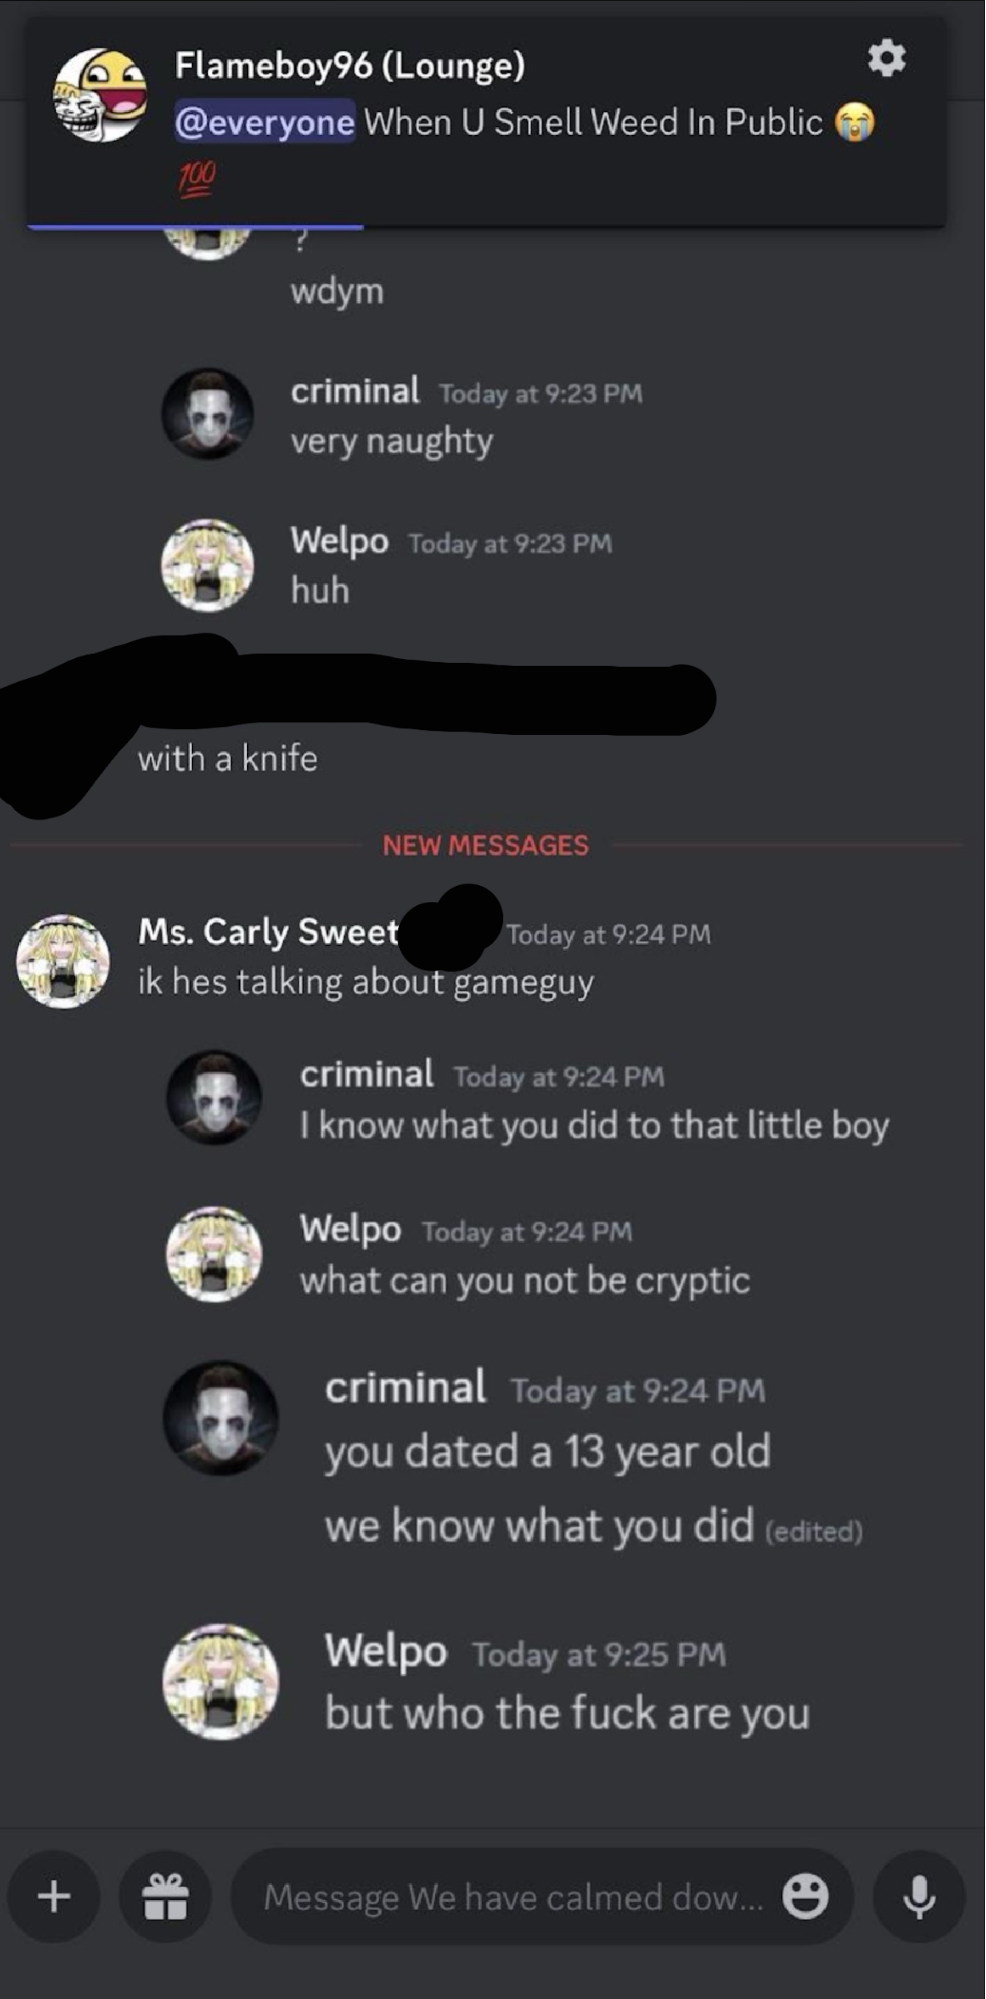 Flameboy96 (Lounge)
@everyone When U Smell Weed In Public 😭
💯
?
wdym
criminal Today at 9:23 PM
very naughty
Welpo Today at 9:23 PM
huh
with a knife
NEW MESSAGES
Ms. Carly Sweet Today at 9:24 PM
ik hes talking about gameguy
criminal Today at 9:24 PM
I know what you did to that little boy
Welpo Today at 9:24 PM
what can you not be cryptic
criminal Today at 9:24 PM
you dated a 13 year old
we know what you did (edited)
Welpo Today at 9:25 PM
but who the fuck are you
Message We have calmed dow...